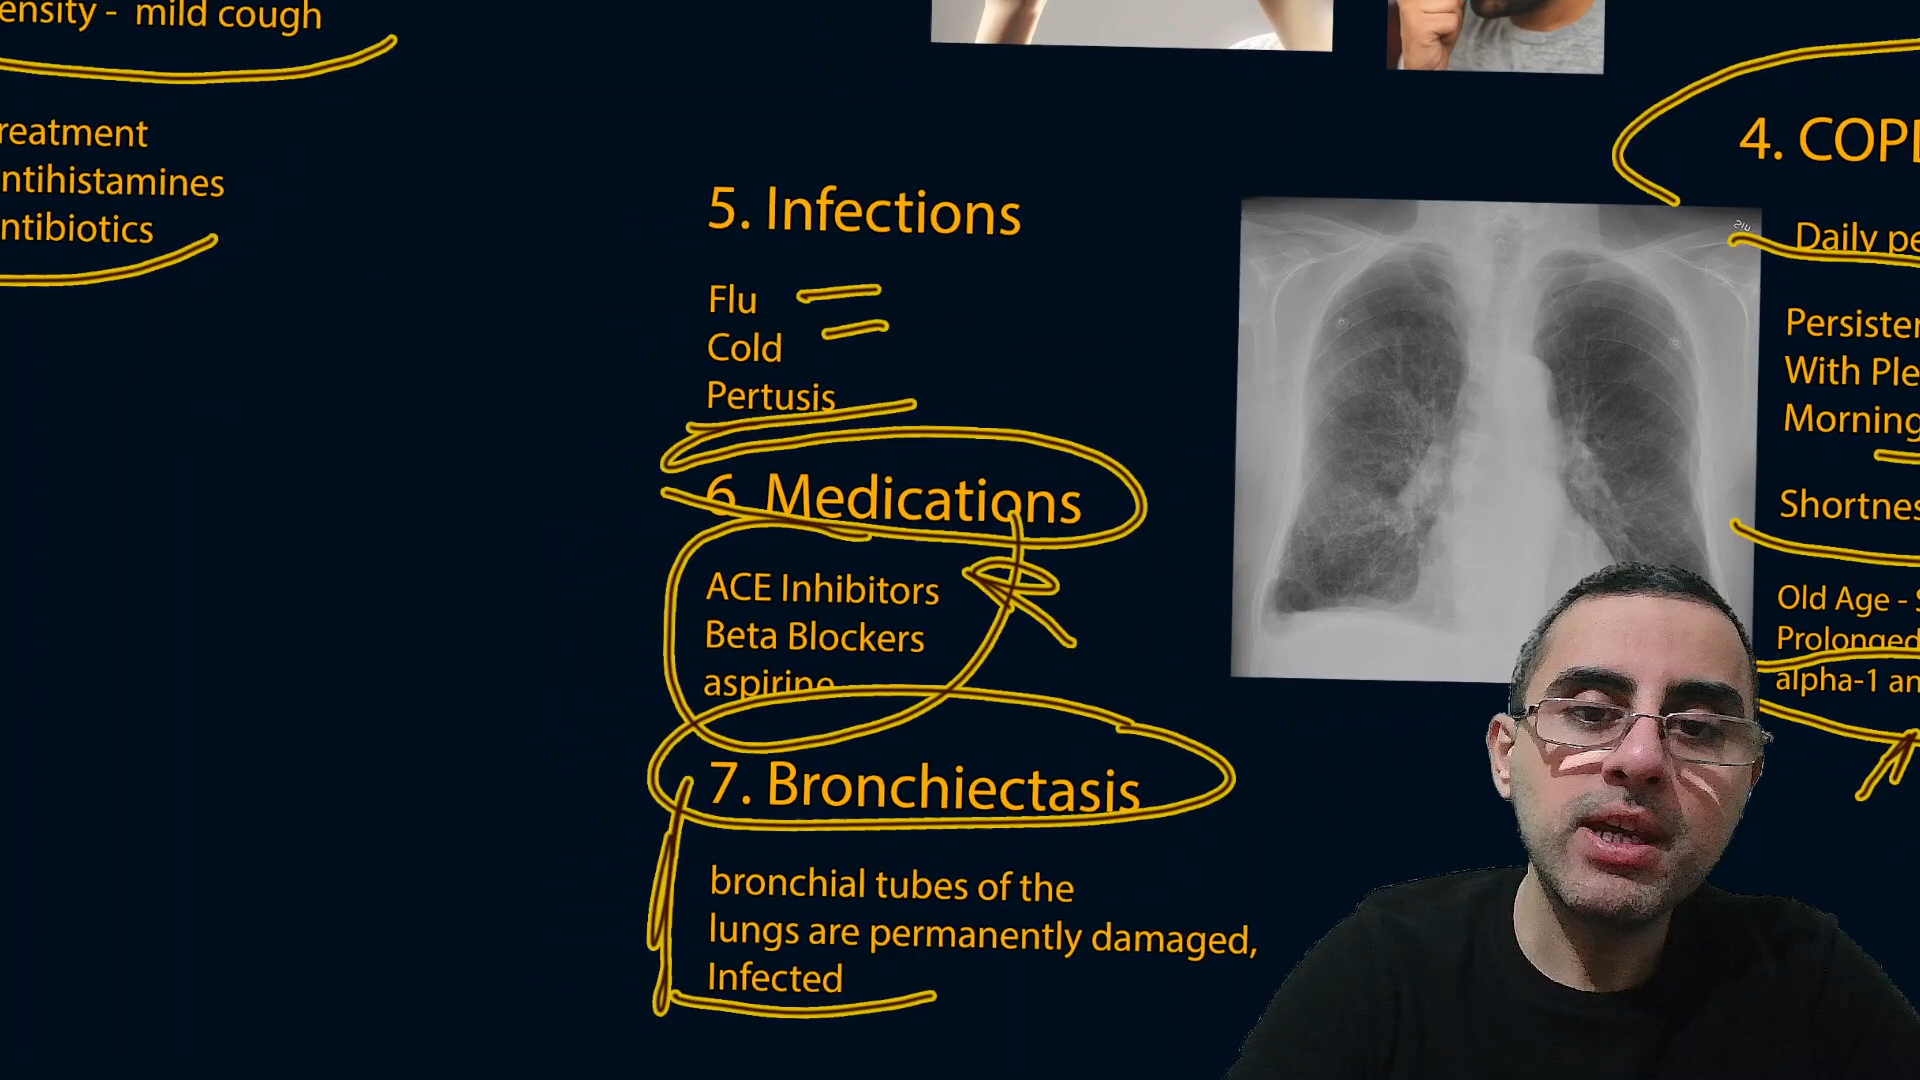 ensity - mild cough
reatment
ntihistamines
ntibiotics
5. Infections
Flu
Cold
Pertusis
6. Medications
ACE Inhibitors
Beta Blockers
aspirine
7. Bronchiectasis
bronchial tubes of the
lungs are permanently damaged,
Infected
4. COP
Daily pe
Persister
With Ple
Morning
Shortnes
Old Age -
Prolonged
alpha-1 an